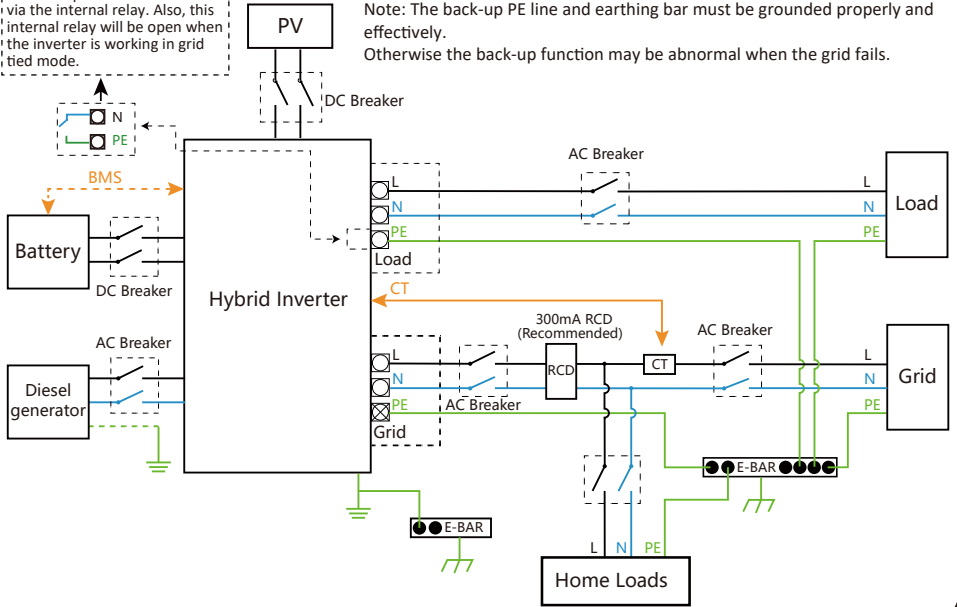 via the internal relay. Also, this
internal relay will be open when
the inverter is working in grid
tied mode.
Note: The back-up PE line and earthing bar must be grounded properly and
effectively.
Otherwise the back-up function may be abnormal when the grid fails.
PV
DC Breaker
N
PE
BMS
Battery
DC Breaker
AC Breaker
Diesel
generator
Hybrid Inverter
L
N
PE
Load
AC Breaker
L
N
PE
Load
CT
300mA RCD
(Recommended)
RCD
CT
AC Breaker
L
N
PE
Grid
AC Breaker
L
N
PE
Grid
E-BAR
E-BAR
L
N
PE
Home Loads